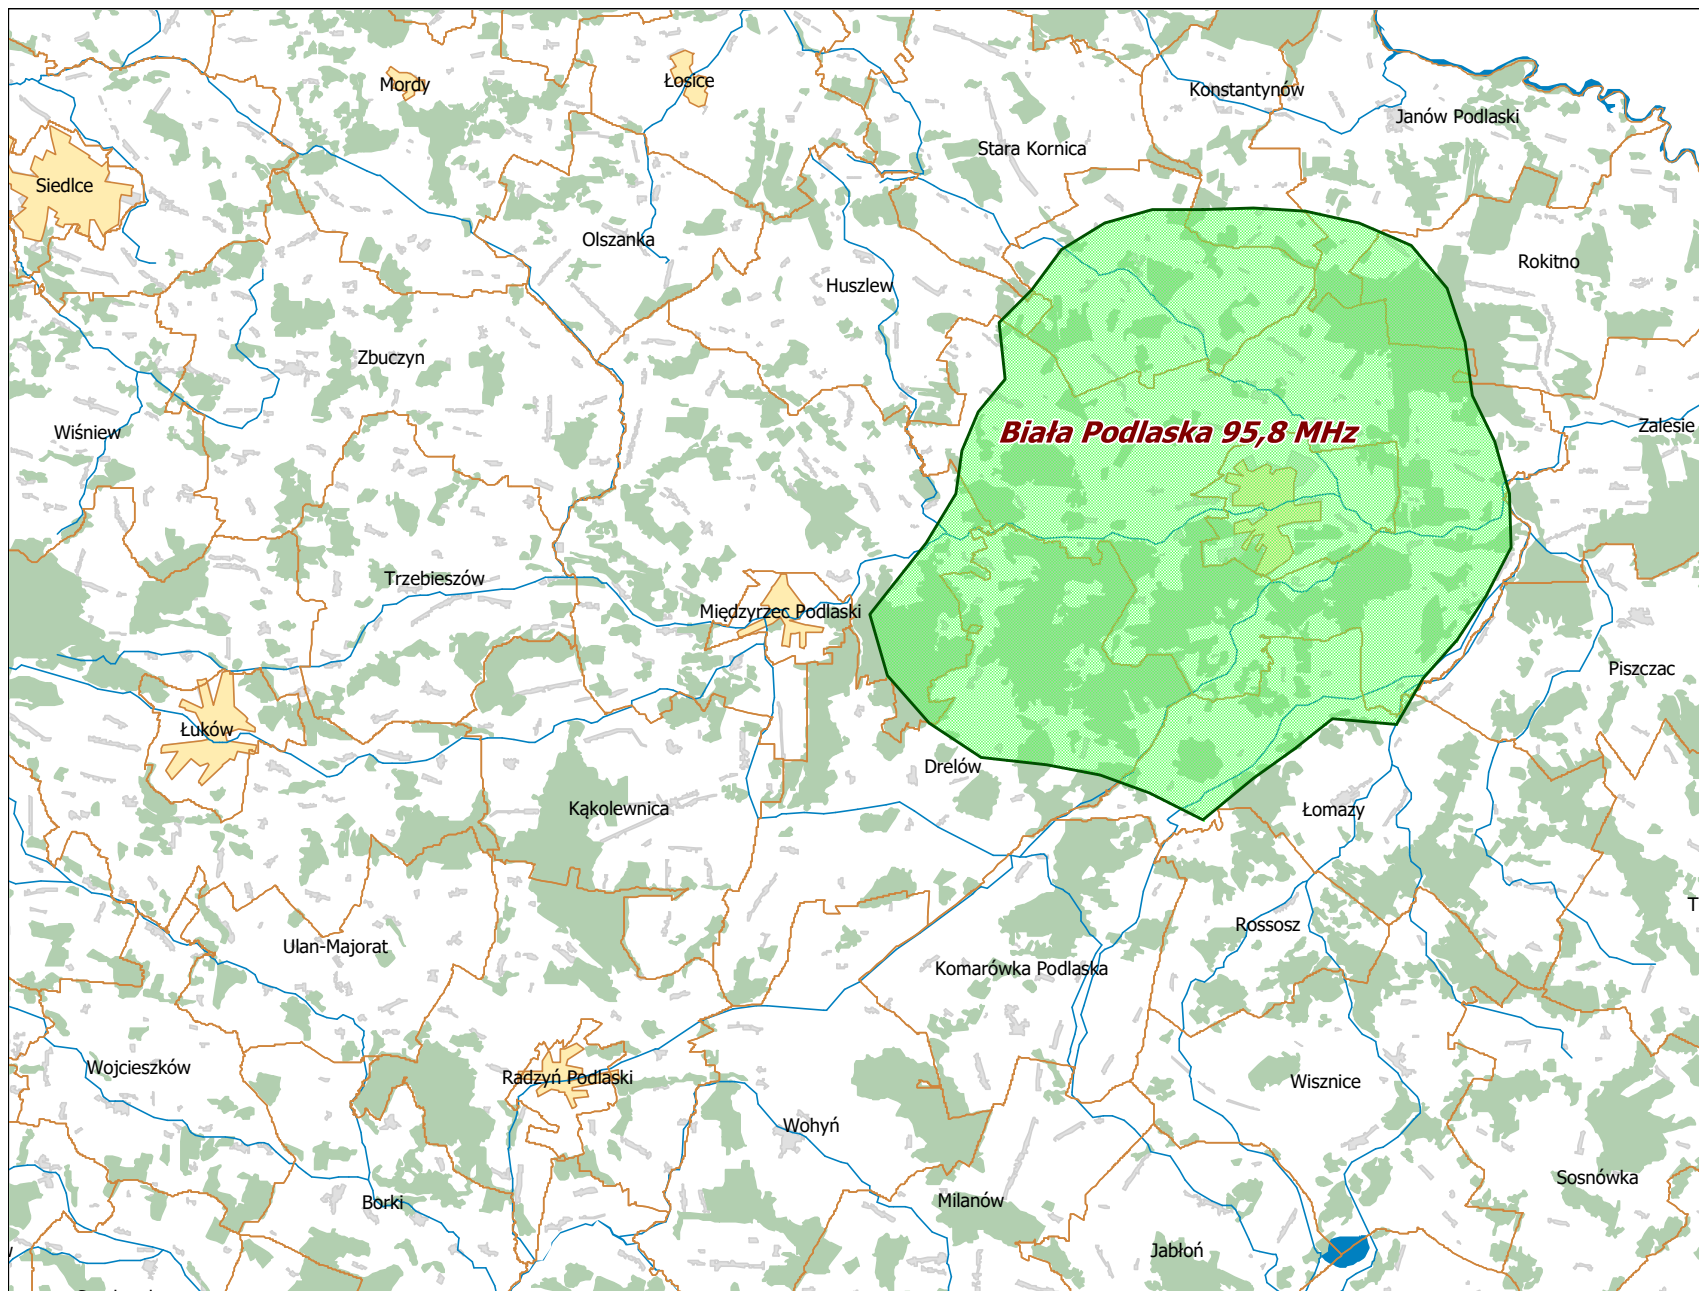 Mordy
Łosice
Konstantynów
Janów Podlaski
Stara Kornica
Siedlce
Olszanka
Rokitno
Huszlew
Zbuczyn
Zalesie
Wiśniew
Biała Podlaska 95,8 MHz
Trzebieszów
Międzyrzec Podlaski
Piszczac
Łuków
Drelów
Kąkolewnica
Łomazy
T
Rossosz
Ulan-Majorat
Komarówka Podlaska
Wojcieszków
Radzyń Podlaski
Wisznice
Wohyń
Sosnówka
Borki
Milanów
Jabłoń